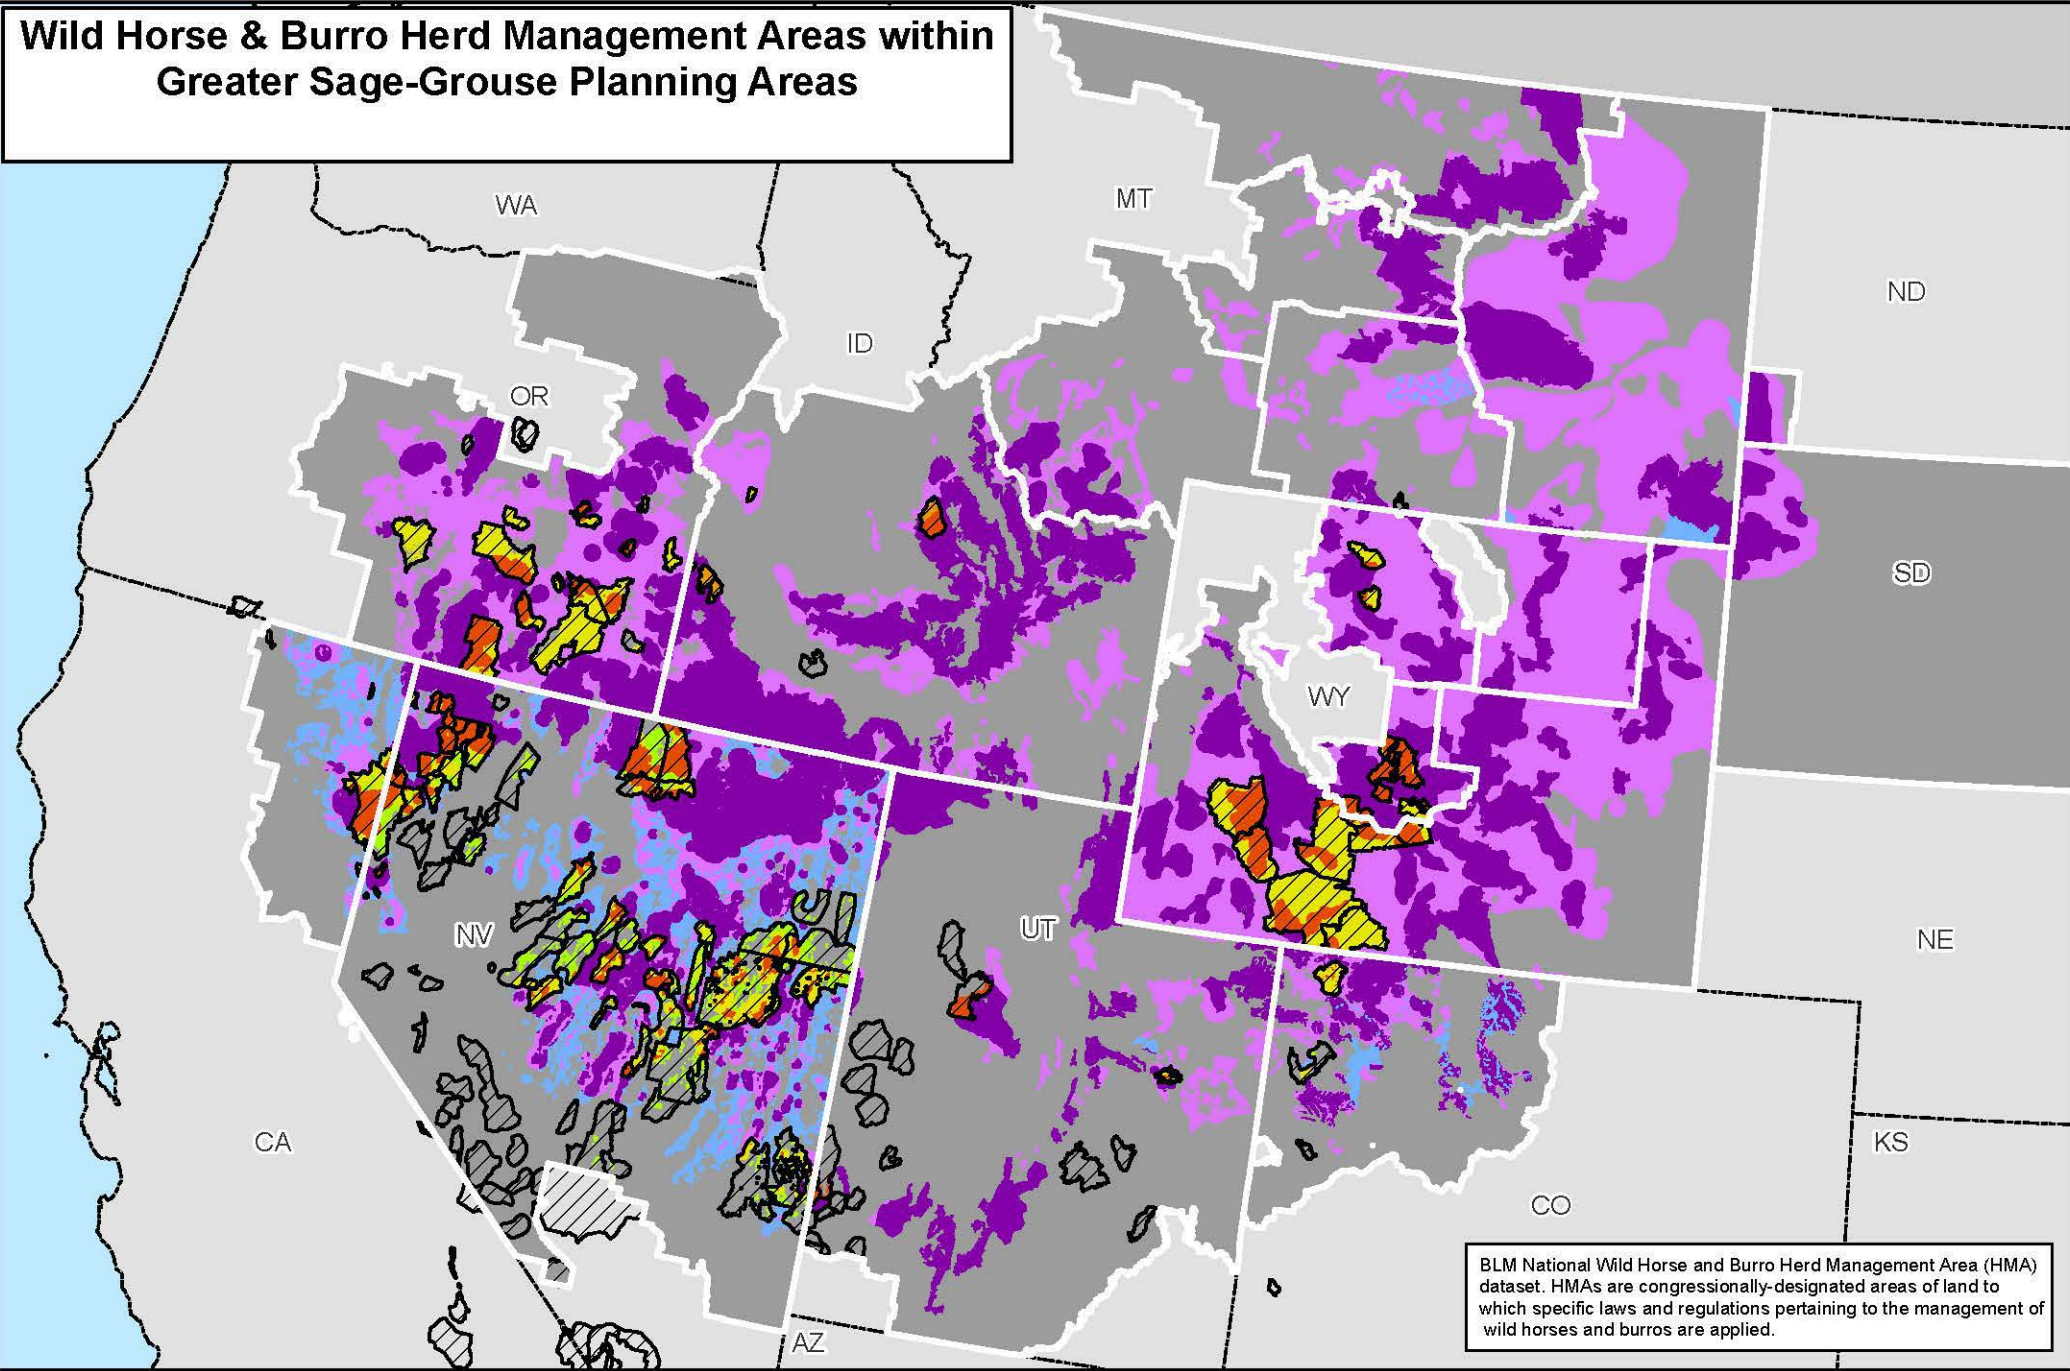 Wild Horse & Burro Herd Management Areas within
Greater Sage-Grouse Planning Areas
WA
MT
ND
ID
OR
SD
WY
NV
UT
NE
CA
KS
CO
AZ
BLM National Wild Horse and Burro Herd Management Area (HMA)
dataset. HMAs are congressionally-designated areas of land to
which specific laws and regulations pertaining to the management of
wild horses and burros are applied.